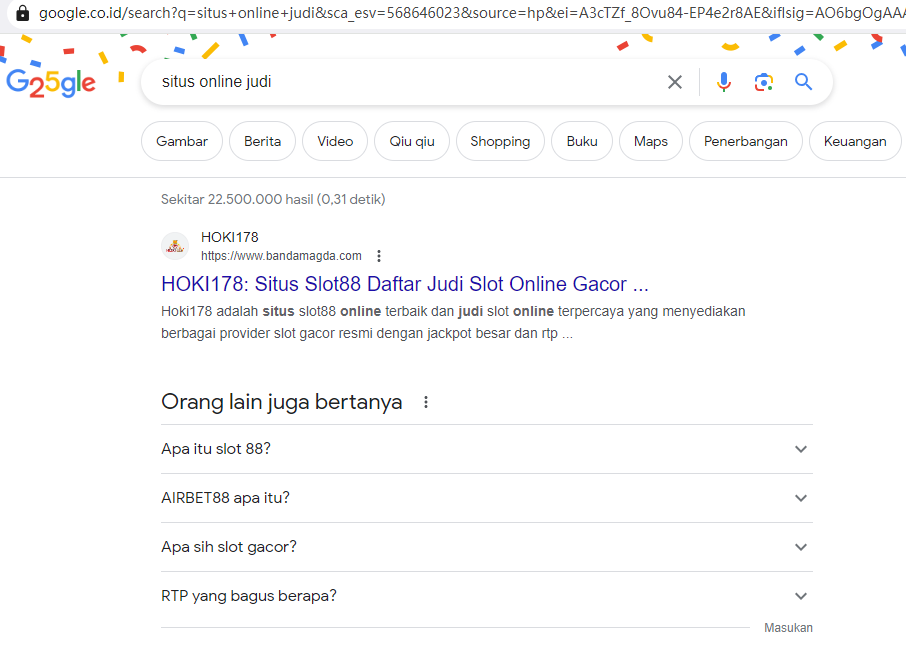 google.co.id/search?q=situs+online+judi&sca_esv=568646023&source=hp&ei=A3cTZf_8Ovu84-EP4e2r8AE&iflsig=AO6bgOgAAA
G25gle
situs online judi
Gambar Berita Video Qiu qiu Shopping Buku Maps Penerbangan Keuangan
Sekitar 22.500.000 hasil (0,31 detik)
HOKI178
https://www.bandamagda.com
HOKI178: Situs Slot88 Daftar Judi Slot Online Gacor ...
Hoki178 adalah situs slot88 online terbaik dan judi slot online terpercaya yang menyediakan
berbagai provider slot gacor resmi dengan jackpot besar dan rtp ...
Orang lain juga bertanya
Apa itu slot 88?
AIRBET88 apa itu?
Apa sih slot gacor?
RTP yang bagus berapa?
Masukan